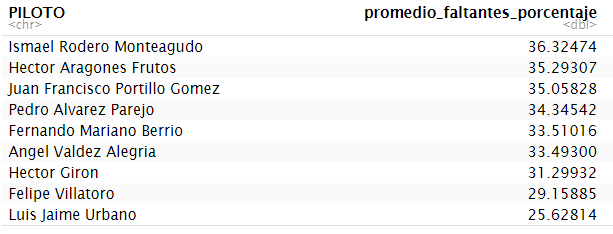 PILOTO promedio_faltantes_porcentaje
<chr> <dbl>
Ismael Rodero Monteagudo 36.32474
Hector Aragones Frutos 35.29307
Juan Francisco Portillo Gomez 35.05828
Pedro Alvarez Parejo 34.34542
Fernando Mariano Berrio 33.51016
Angel Valdez Alegria 33.49300
Hector Giron 31.29932
Felipe Villatoro 29.15885
Luis Jaime Urbano 25.62814